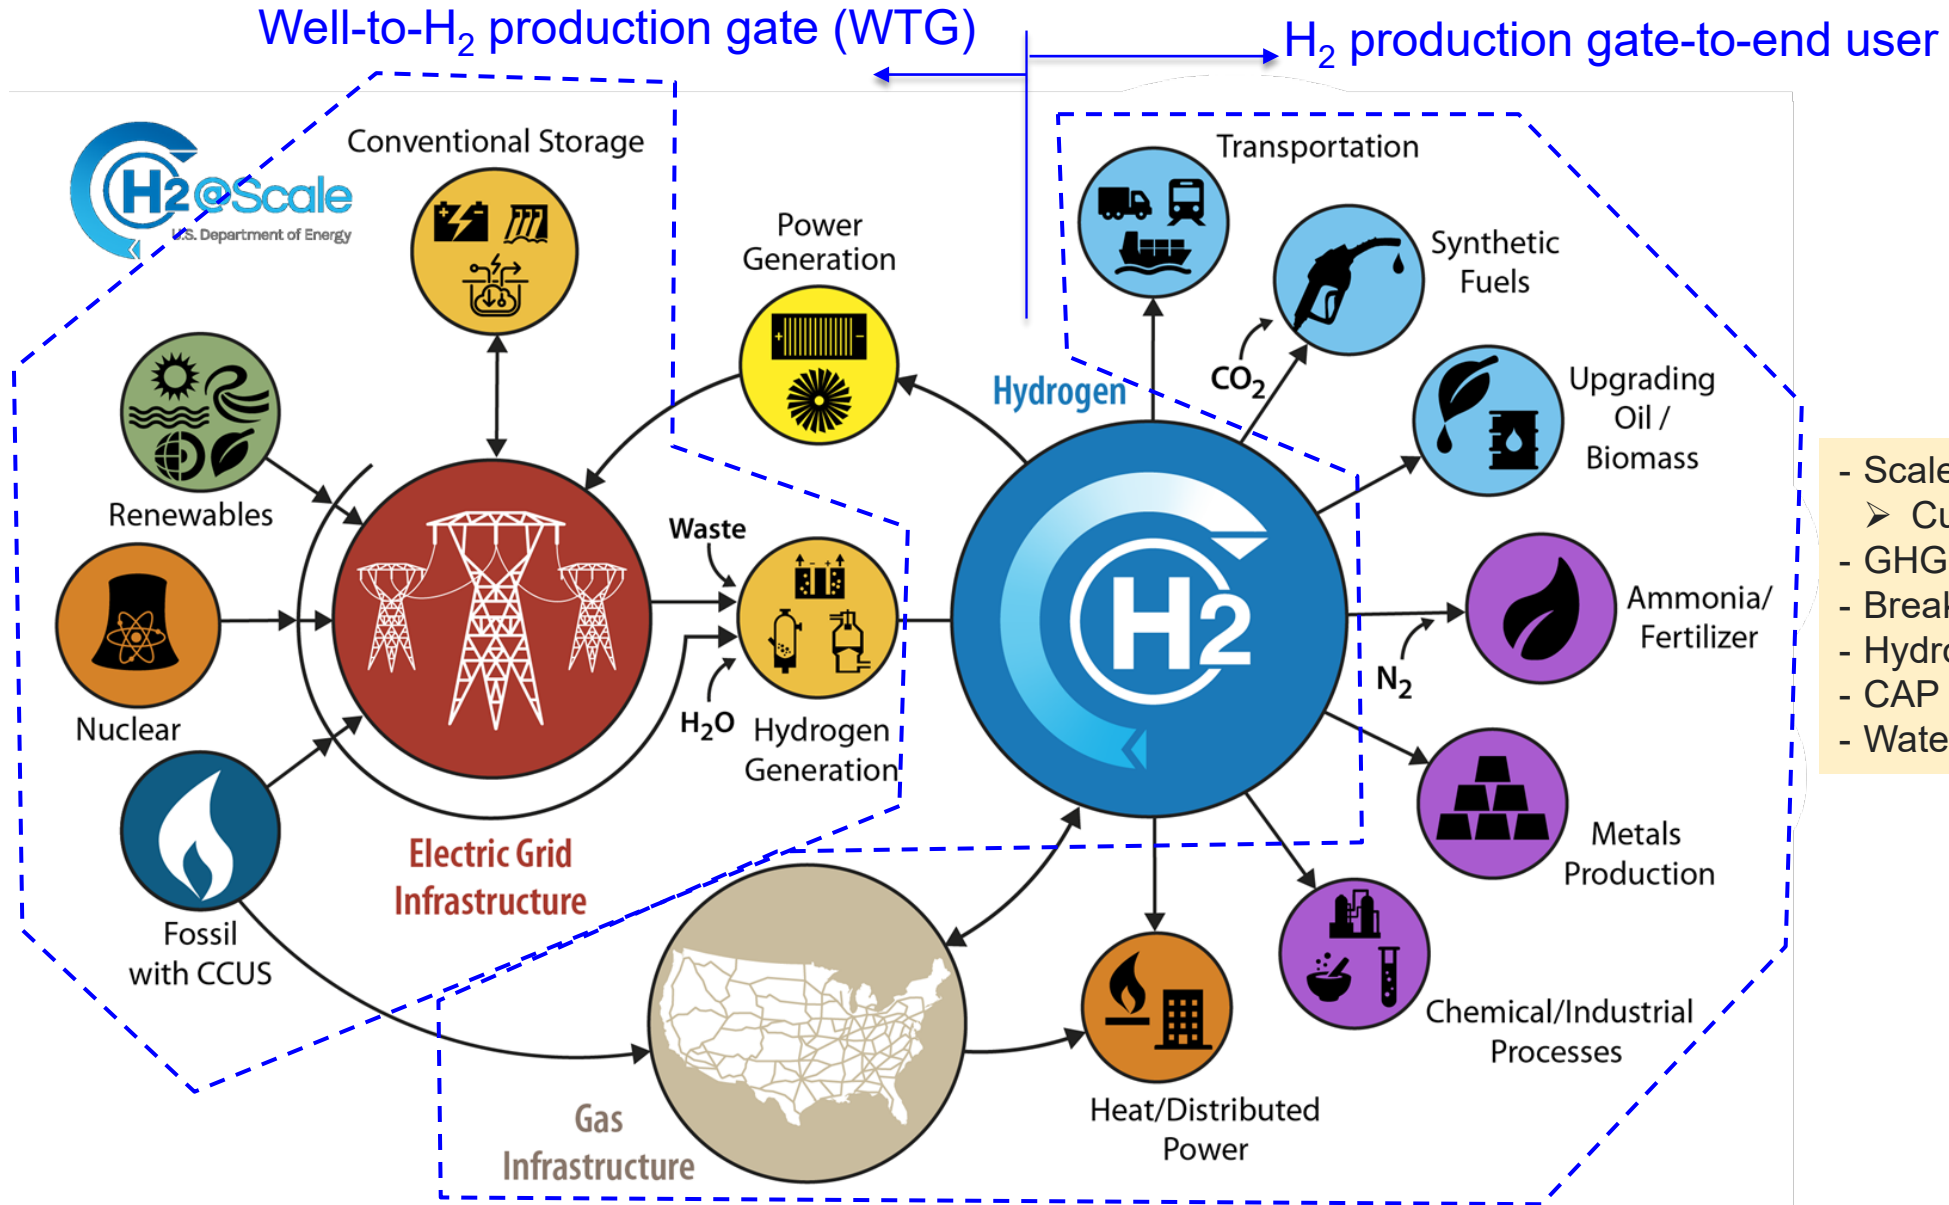 Well-to-H₂ production gate (WTG)
H₂ production gate-to-end user
H2@Scale
U.S. Department of Energy
Conventional Storage
Power
Generation
Transportation
Synthetic
Fuels
CO₂
Hydrogen
Upgrading
Oil /
Biomass
Renewables
Waste
H2
Ammonia/
Fertilizer
N₂
Nuclear
H₂O
Hydrogen
Generation
Metals
Production
Electric Grid
Infrastructure
Fossil
with CCUS
Chemical/Industrial
Processes
Heat/Distributed
Power
Gas
Infrastructure
- Scale
➤
- GHG
-
-
- CAP
-